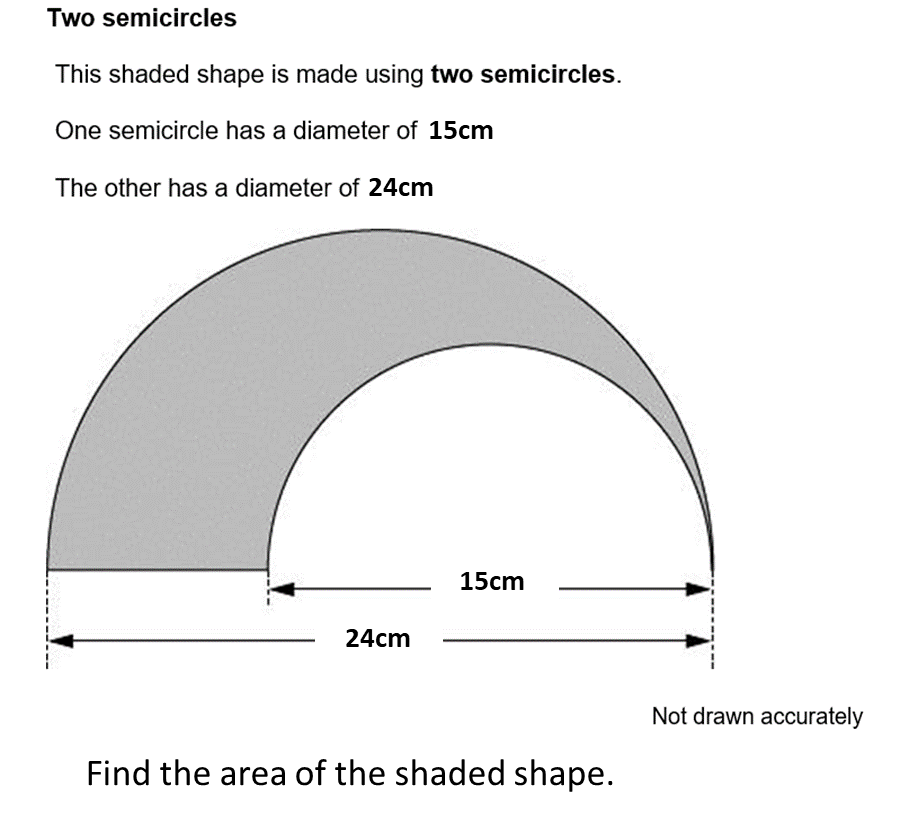 Two semicircles
This shaded shape is made using two semicircles.
One semicircle has a diameter of 15cm
The other has a diameter of 24cm
15cm
24cm
Not drawn accurately
Find the area of the shaded shape.